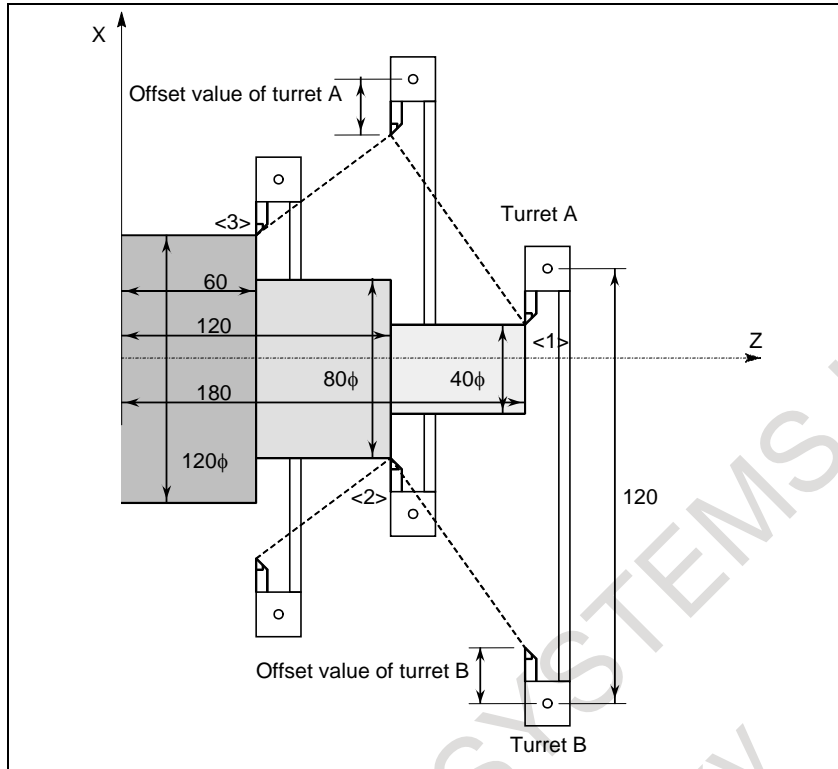 X
Offset value of turret A
Turret A
<3>
60
120
<1>
Z
80ϕ
40ϕ
180
120ϕ
<2>
120
Offset value of turret B
Turret B
SYSTEMS